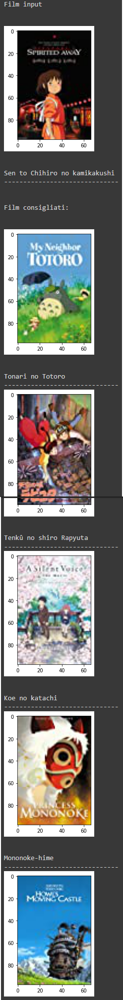 Film input
0
20
40
60
80
SPIRITED AWAY
0 20 40 60
Sen to Chihiro no kamikakushi
------------------------------
Film consigliati:
0
20
40
60
80
My Neighbor
TOTORO
0 20 40 60
Tonari no Totoro
------------------------------
0
20
40
60
80
0 20 40 60
Tenkû no shiro Rapyuta
------------------------------
0
20
40
60
80
A Silent Voice
THE MOVIE
0 20 40 60
Koe no katachi
------------------------------
0
20
40
60
80
PRINCESS
MONONOKE
0 20 40 60
Mononoke-hime
------------------------------
0
20
40
60
80
HOWL'S
MOVING CASTLE
0 20 40 60